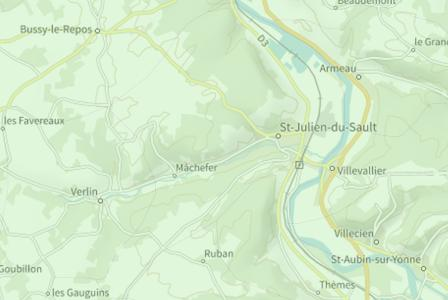 Beaudemont
Bussy-le-Repos
D3
le Gran
Armeau
les Favereaux
St-Julien-du-Sault
Mâchefer
Villevallier
Verlin
Villecien
Ruban
St-Aubin-sur-Yonne
Goubillon
Thèmes
les Gauguins